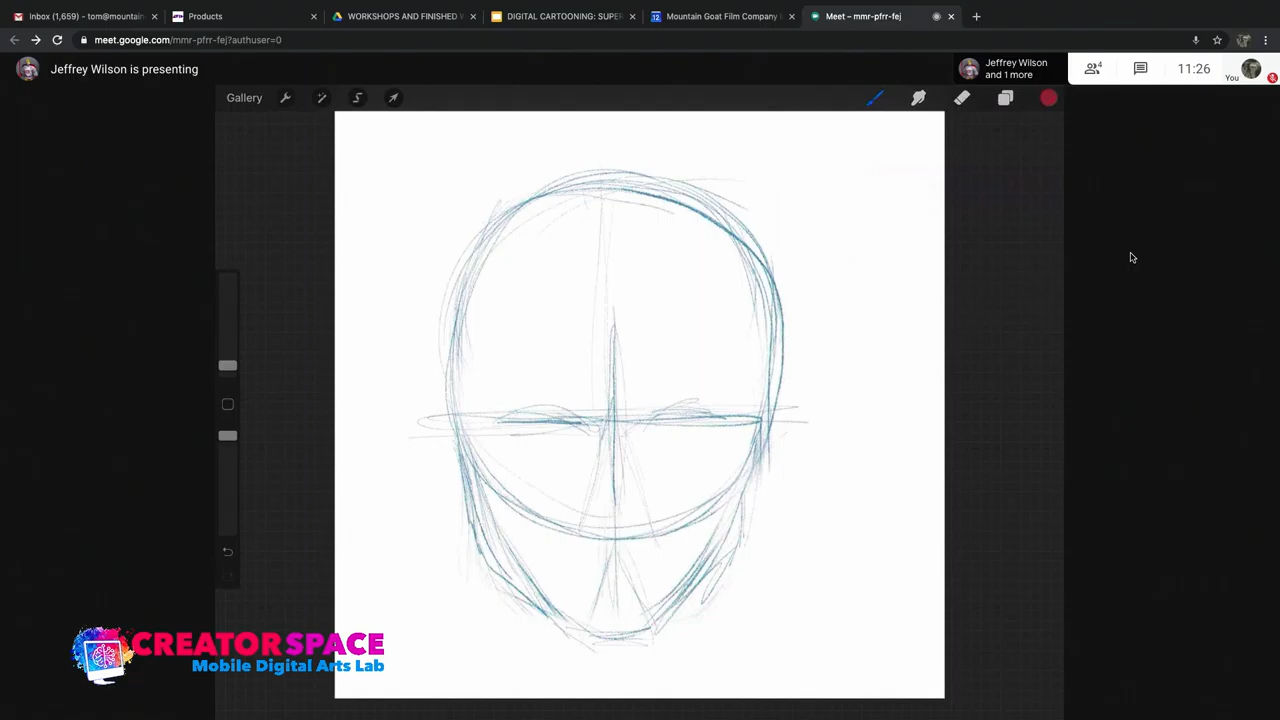 Inbox (1,659) - tom@mountain
Products
WORKSHOPS AND FINISHED W
DIGITAL CARTOONING: SUPER
Mountain Goat Film Company
Meet – mmr-pfrr-fej
meet.google.com/mmr-pfrr-fej?authuser=0
Jeffrey Wilson is presenting
Jeffrey Wilson
and 1 more
4
11:26
You
Gallery
CREATORSPACE
Mobile Digital Arts Lab